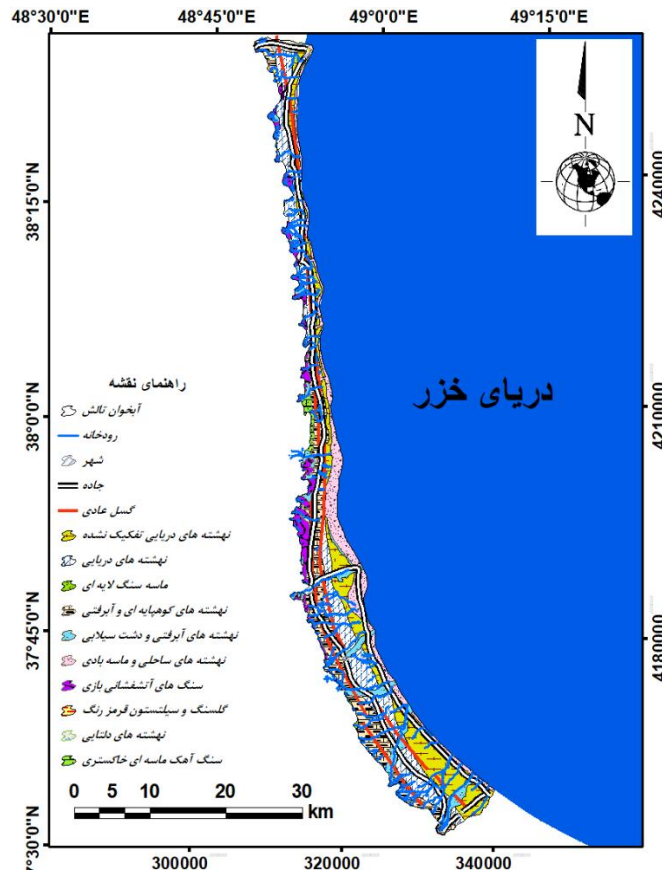 48°30'0"E 48°45'0"E 49°0'0"E 49°15'0"E
N
4240000
38°15'0"N
دریای خزر
راهنمای نقشه
4210000
38°0'0"N
آبخوان تالش
رودخانه
شهر
جاده
گسل عادی
نهشته های دریایی تفکیک نشده
نهشته های دریایی
ماسه سنگ لایه ای
نهشته های کوهپایه ای و آبرفتی
37°45'0"N
نهشته های آبرفتی و دشت سیلابی
4180000
نهشته های ساحلی و ماسه بادی
سنگ های آتشفشانی بازی
گلسنگ و سیلتستون قرمز رنگ
نهشته های دلتایی
سنگ آهک ماسه ای خاکستری
0 5 10 20 30
km
7°30'0"N
300000 320000 340000